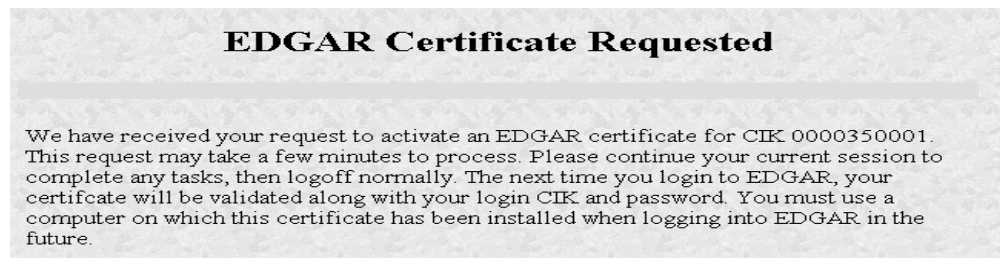 EDGAR Certificate Requested
We have received your request to activate an EDGAR certificate for CIK 0000350001.
This request may take a few minutes to process. Please continue your current session to
complete any tasks, then logoff normally. The next time you login to EDGAR, your
certifcate will be validated along with your login CIK and password. You must use a
computer on which this certificate has been installed when logging into EDGAR in the
future.